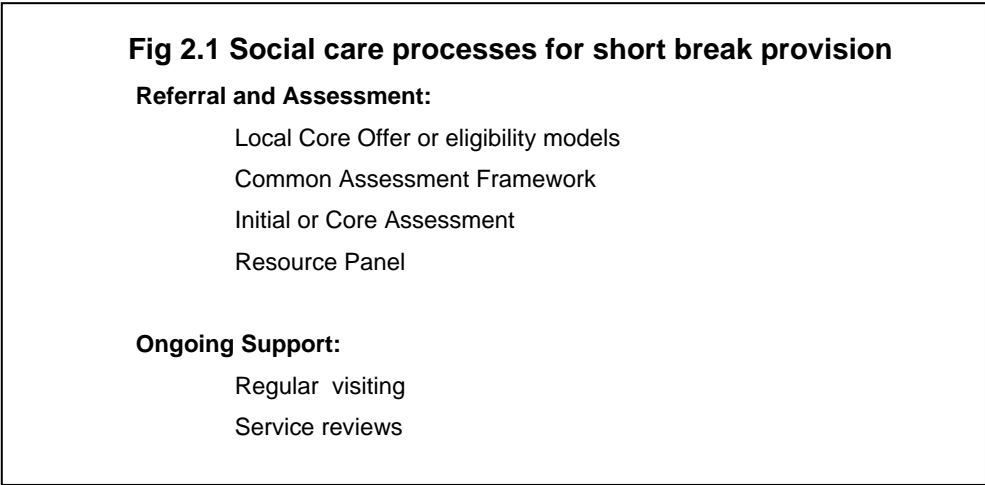 Fig 2.1 Social care processes for short break provision
Referral and Assessment:
Local Core Offer or eligibility models
Common Assessment Framework
Initial or Core Assessment
Resource Panel
Ongoing Support:
Regular visiting
Service reviews